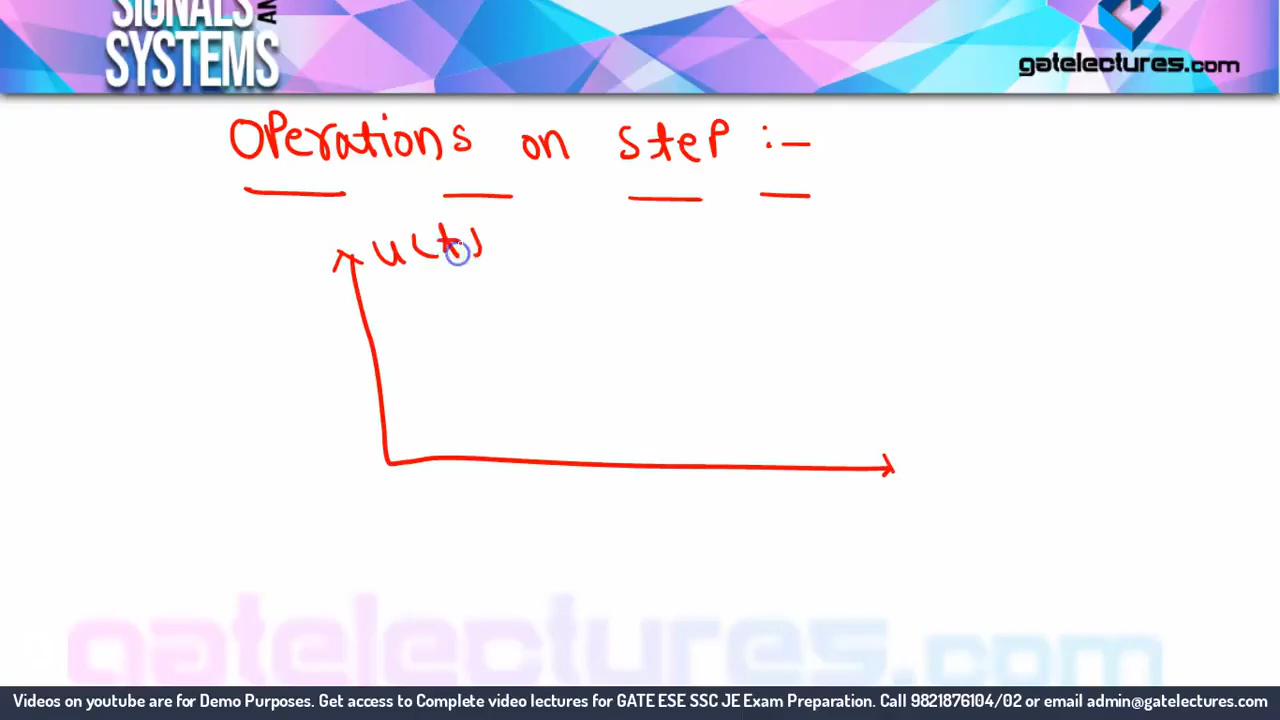 SIGNALS AND
SYSTEMS
gatelectures.com
Operations on step :-
u(t)
gatelectures.com
Videos on youtube are for Demo Purposes. Get access to Complete video lectures for GATE ESE SSC JE Exam Preparation. Call 9821876104/02 or email admin@gatelectures.com